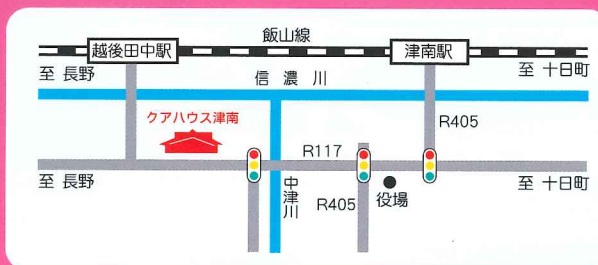 飯山線
越後田中駅
津南駅
至 長野
至 十日町
信濃川
クアハウス津南
R405
R117
至 長野
中津川
R405
役場
至 十日町